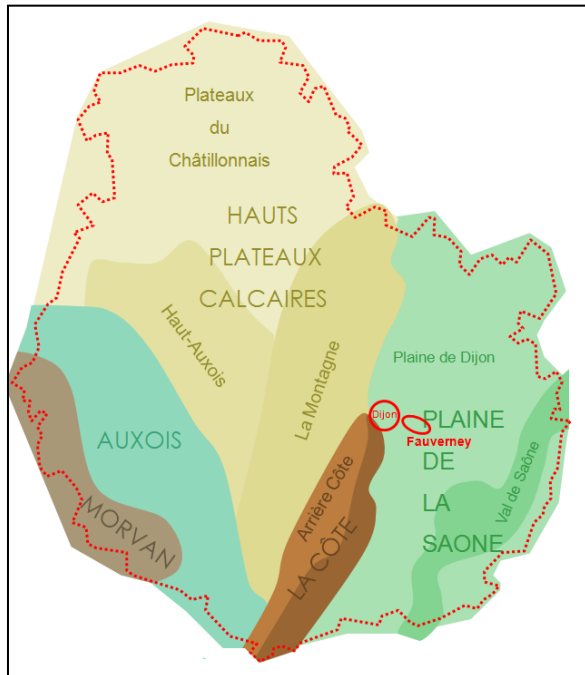 Plateaux
du
Châtillonnais
HAUTS
PLATEAUX
CALCAIRES
Haut-Auxois
La Montagne
Plaine de Dijon
Dijon
Fauverney
PLAINE
DE
LA
SAONE
Val de Saône
AUXOIS
MORVAN
Arrière Côte
LA CÔTE